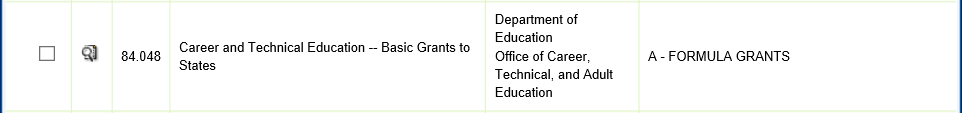 84.048
Career and Technical Education -- Basic Grants to
States
Department of
Education
Office of Career,
Technical, and Adult
Education
A - FORMULA GRANTS